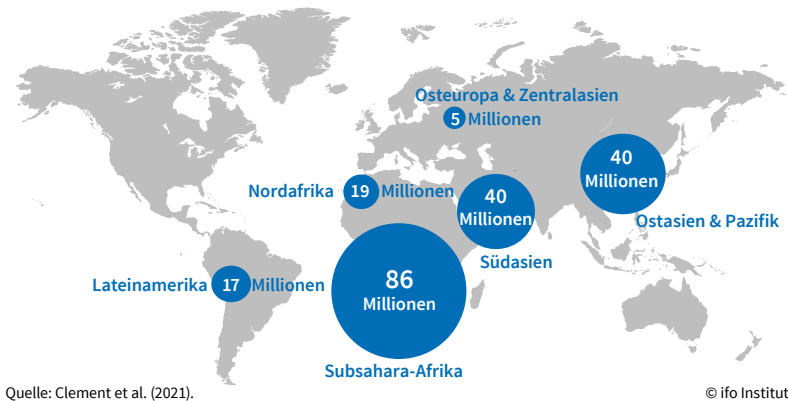 Osteuropa & Zentralasien
5 Millionen
40
Millionen
Ostasien & Pazifik
Nordafrika 19 Millionen
40
Millionen
Südasien
Lateinamerika 17 Millionen
86
Millionen
Subsahara-Afrika
Quelle: Clement et al. (2021).
© ifo Institut